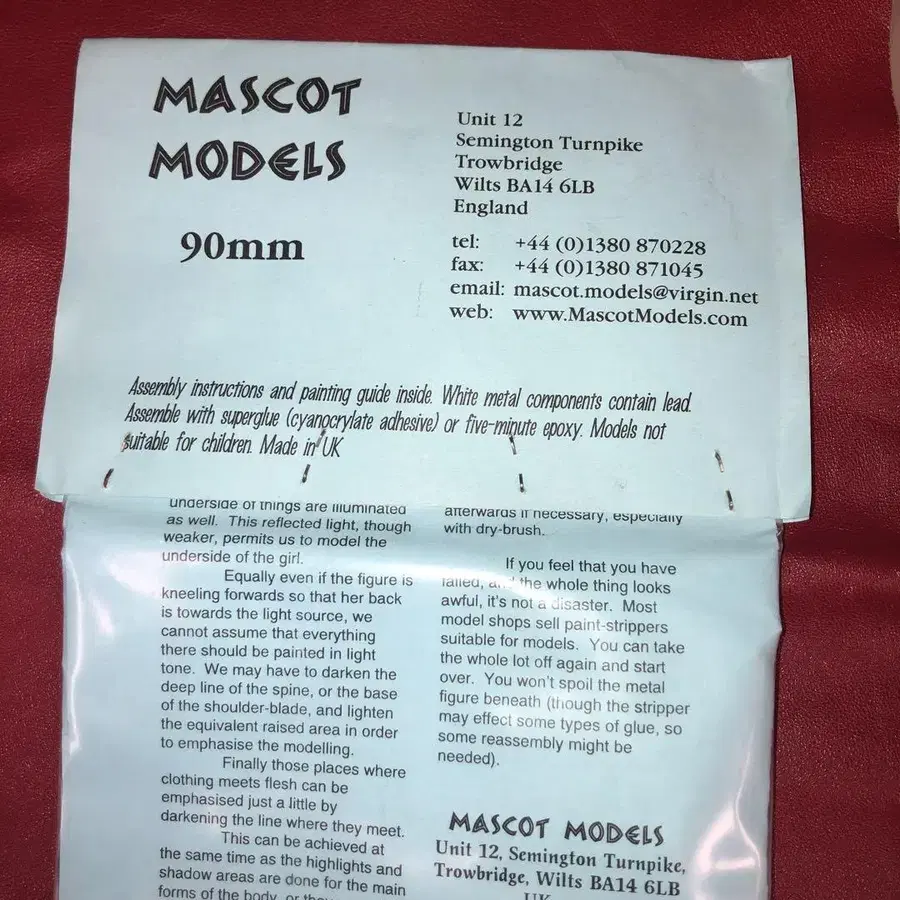 MASCOT
MODELS
90mm
Unit 12
Semington Turnpike
Trowbridge
Wilts BA14 6LB
England
tel: +44 (0)1380 870228
fax: +44 (0)1380 871045
email: mascot.models@virgin.net
web: www.MascotModels.com
Assembly instructions and painting guide inside. White metal components contain lead.
Assemble with superglue (cyanocrylate adhesive) or five-minute epoxy. Models not
suitable for children. Made in UK
underside of things are illuminated
as well. This reflected light, though
weaker, permits us to model the
underside of the girl.
Equally even if the figure is
kneeling forwards so that her back
is towards the light source, we
cannot assume that everything
there should be painted in light
tone. We may have to darken the
deep line of the spine, or the base
of the shoulder-blade, and lighten
the equivalent raised area in order
to emphasise the modelling.
Finally those places where
clothing meets flesh can be
emphasised just a little by
darkening the line where they meet.
This can be achieved at
the same time as the highlights and
shadow areas are done for the main
forms of the body, or
afterwards if necessary, especially
with dry-brush.
If you feel that you have
failed, and the whole thing looks
awful, it's not a disaster. Most
model shops sell paint-strippers
suitable for models. You can take
the whole lot off again and start
over. You won't spoil the metal
figure beneath (though the stripper
may effect some types of glue, so
some reassembly might be
needed).
MASCOT MODELS
Unit 12, Semington Turnpike,
Trowbridge, Wilts BA14 6LB
UK